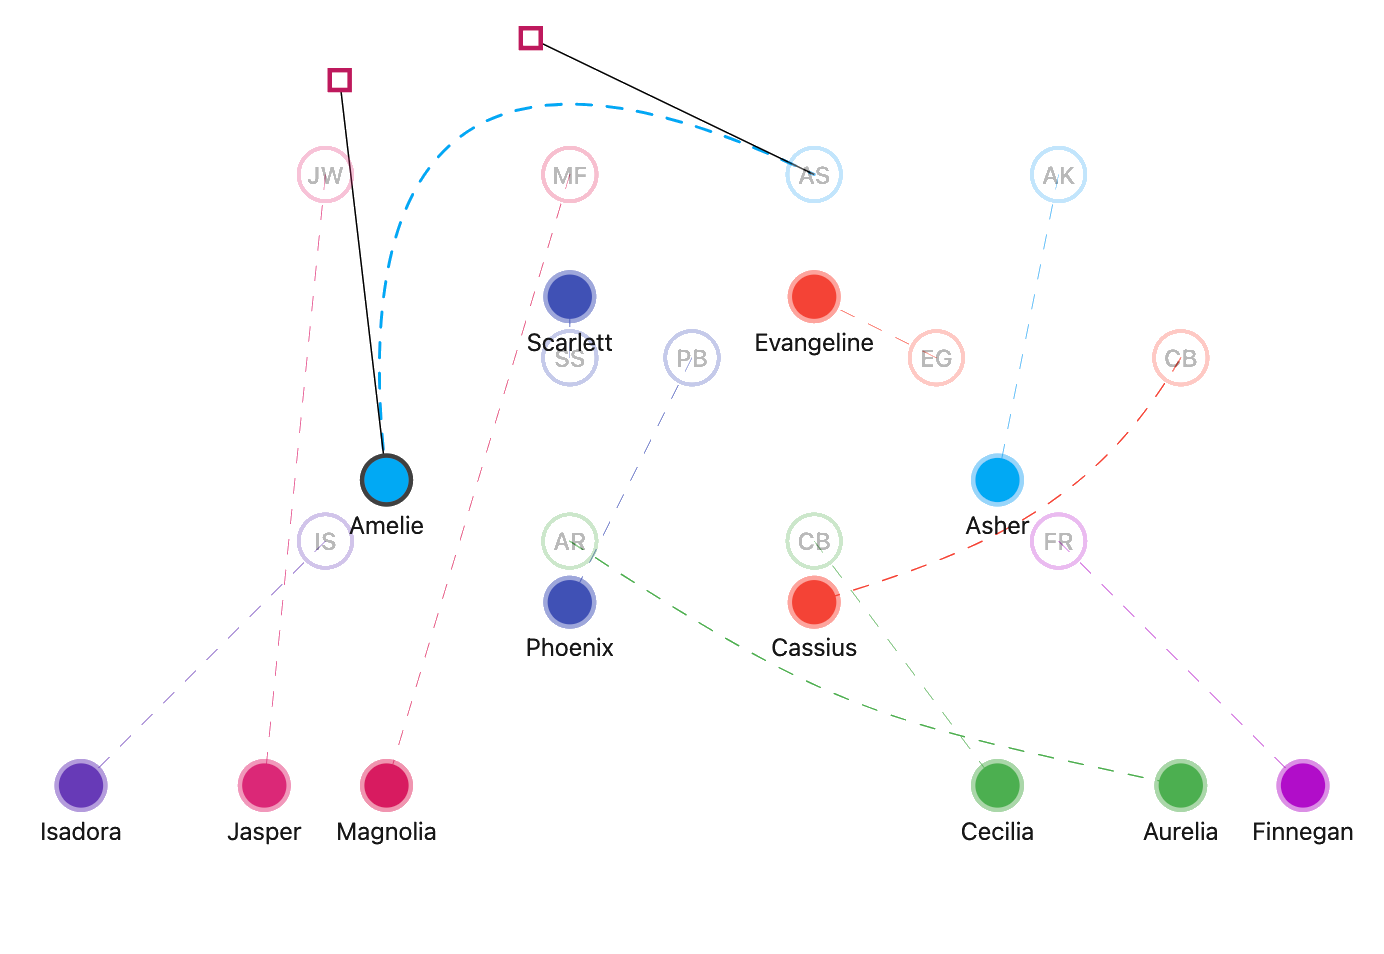 JW
MF
AS
AK
Scarlett
Evangeline
SS
PB
EG
CB
Amelie
Asher
IS
AR
CB
FR
Phoenix
Cassius
Isadora
Jasper
Magnolia
Cecilia
Aurelia
Finnegan